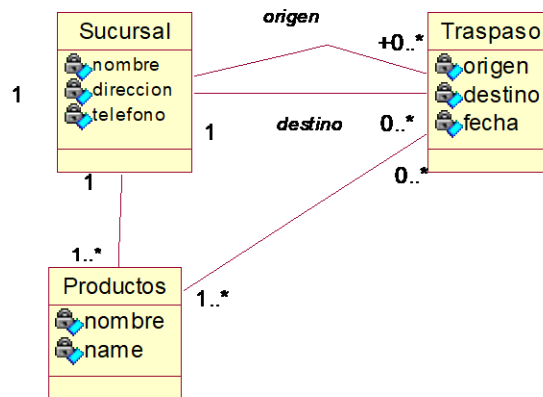 origen
Sucursal
nombre
direccion
telefono
+0..*
Traspaso
origen
destino
fecha
1
1
destino
0..*
1
0..*
1..*
Productos
nombre
name
1..*